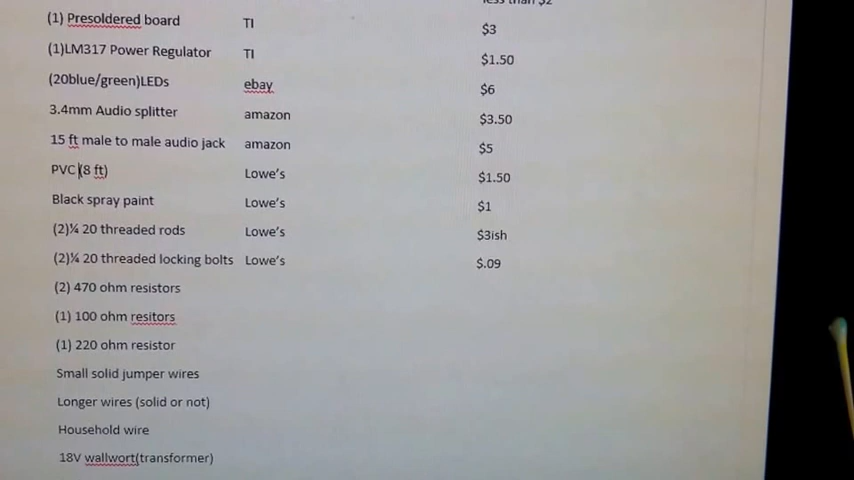 less than $2
(1) Presoldered board TI $3
(1)LM317 Power Regulator TI $1.50
(20blue/green)LEDs ebay $6
3.4mm Audio splitter amazon $3.50
15 ft male to male audio jack amazon $5
PVC (8 ft) Lowe's $1.50
Black spray paint Lowe's $1
(2)¼ 20 threaded rods Lowe's $3ish
(2)¼ 20 threaded locking bolts Lowe's $.09
(2) 470 ohm resistors
(1) 100 ohm resitors
(1) 220 ohm resistor
Small solid jumper wires
Longer wires (solid or not)
Household wire
18V wallwort(transformer)